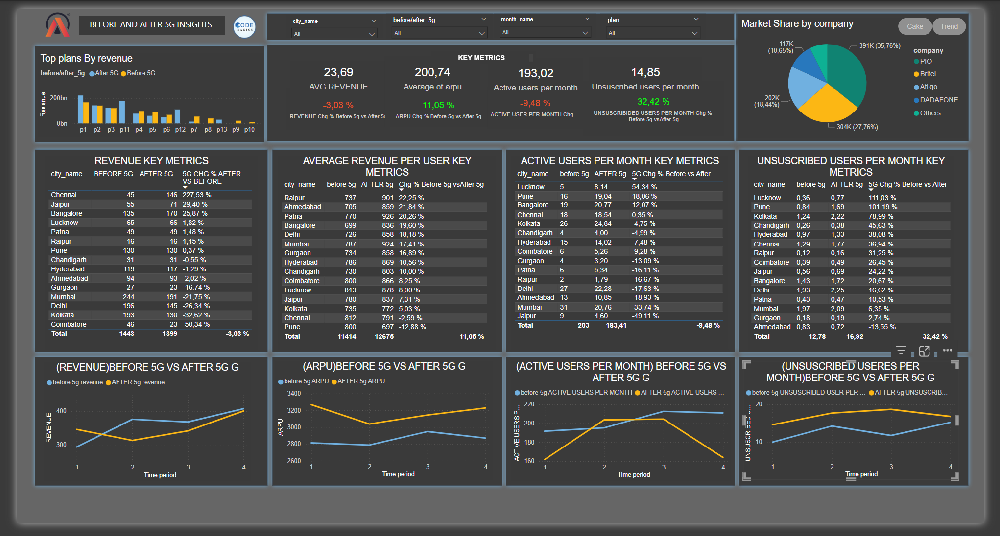 BEFORE AND AFTER 5G INSIGHTS
CODE
BASICS
city_name
All
before/after_5g
All
month_name
All
plan
All
Market Share by company
Cake
Trend
117K
(10,65%)
391K (35,76%)
202K
(18,44%)
304K (27,76%)
company
PIO
Britel
Atliqo
DADAFONE
Others
Top plans By revenue
before/after_5g After 5G Before 5G
Revenue
200bn
0bn
p1 p2 p3 p11 p4 p5 p6 p12 p7 p8 p13 p9 p10
KEY METRICS
23,69
AVG REVENUE
-3,03 %
REVENUE Chg % Before 5g vs After 5g
200,74
Average of arpu
11,05 %
ARPU Chg % Before 5g vs After 5g
193,02
Active users per month
-9,48 %
ACTIVE USER PER MONTH Chg ...
14,85
Unsuscribed users per month
32,42 %
UNSUSCRIBIDED USERS PER MONTH Chg %
Before 5g vsAfter 5g
REVENUE KEY METRICS
city_name BEFORE 5G AFTER 5G 5G CHG % AFTER
VS BEFORE
Chennai 45 146 227,53 %
Jaipur 55 71 29,40 %
Bangalore 135 170 25,87 %
Lucknow 65 66 1,82 %
Patna 49 49 1,48 %
Raipur 16 16 1,15 %
Pune 130 130 0,37 %
Chandigarh 31 31 -0,55 %
Hyderabad 119 117 -1,29 %
Ahmedabad 94 93 -2,02 %
Gurgaon 27 23 -16,74 %
Mumbai 244 191 -21,75 %
Delhi 196 145 -26,34 %
Kolkata 193 130 -32,62 %
Coimbatore 46 23 -50,34 %
Total 1443 1399 -3,03 %
AVERAGE REVENUE PER USER KEY
METRICS
city_name before 5g AFTER 5g Chg % Before 5g vsAfter 5g
Raipur 737 901 22,25 %
Ahmedabad 705 859 21,84 %
Patna 770 926 20,26 %
Bangalore 699 836 19,60 %
Delhi 726 858 18,18 %
Mumbai 787 924 17,41 %
Gurgaon 734 858 16,89 %
Hyderabad 786 869 10,56 %
Chandigarh 730 803 10,00 %
Coimbatore 800 866 8,25 %
Lucknow 813 878 8,00 %
Jaipur 780 837 7,31 %
Kolkata 735 772 5,03 %
Chennai 812 791 -2,59 %
Pune 800 697 -12,88 %
Total 11414 12675 11,05 %
ACTIVE USERS PER MONTH KEY METRICS
city_name before 5g AFTER 5g 5G Chg % Before vs After
Lucknow 5 8,14 54,34 %
Pune 16 19,04 18,06 %
Bangalore 19 20,77 12,07 %
Chennai 18 18,54 0,35 %
Kolkata 26 24,84 -4,75 %
Chandigarh 4 4,00 -4,99 %
Hyderabad 15 14,02 -7,48 %
Coimbatore 6 5,26 -9,28 %
Gurgaon 4 3,20 -13,09 %
Patna 6 5,34 -16,11 %
Raipur 2 1,79 -16,67 %
Delhi 27 22,28 -17,63 %
Ahmedabad 13 10,85 -18,93 %
Mumbai 31 20,76 -33,74 %
Jaipur 9 4,60 -49,11 %
Total 203 183,41 -9,48 %
UNSUSCRIBED USERS PER MONTH KEY
METRICS
city_name before 5g AFTER 5g 5G Chg % Before vs After
Lucknow 0,36 0,77 111,03 %
Pune 0,84 1,69 101,19 %
Kolkata 1,24 2,22 78,99 %
Chandigarh 0,26 0,38 45,63 %
Hyderabad 0,97 1,33 38,08 %
Chennai 1,29 1,77 36,94 %
Raipur 0,12 0,16 31,25 %
Coimbatore 0,39 0,49 26,45 %
Jaipur 0,56 0,69 24,22 %
Bangalore 1,43 1,72 20,67 %
Delhi 1,93 2,25 16,62 %
Patna 0,43 0,47 10,53 %
Mumbai 1,97 2,09 6,35 %
Gurgaon 0,18 0,19 2,74 %
Ahmedabad 0,83 0,72 -13,55 %
Total 12,78 16,92 32,42 %
(REVENUE)BEFORE 5G VS AFTER 5G G
before 5g revenue AFTER 5g revenue
REVENUE
400
300
1 2 3 4
Time period
(ARPU)BEFORE 5G VS AFTER 5G G
before 5g ARPU AFTER 5g ARPU
ARPU
3400
3200
3000
2800
2600
1 2 3 4
Time period
(ACTIVE USERS PER MONTH) BEFORE 5G VS
AFTER 5G G
before 5g ACTIVE USERS PER MONTH AFTER 5g ACTIVE USERS ...
ACTIVE USERS P...
220
200
180
160
1 2 3 4
Time period
(UNSUSCRIBED USERES PER
MONTH)BEFORE 5G VS AFTER 5G G
before 5g UNSUSCRIBED USER PER ... AFTER 5g UNSUSCRIB...
UNSUSCRIBED U...
20
10
1 2 3 4
Time period